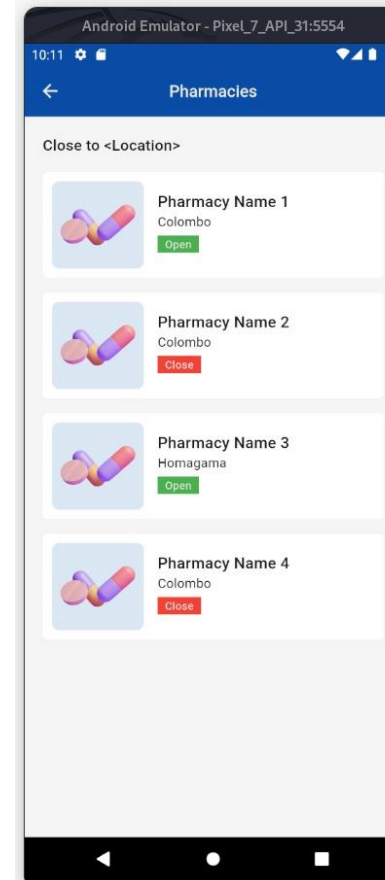 Android Emulator - Pixel_7_API_31:5554
10:11
Pharmacies
Close to <Location>
Pharmacy Name 1
Colombo
Open
Pharmacy Name 2
Colombo
Close
Pharmacy Name 3
Homagama
Open
Pharmacy Name 4
Colombo
Close